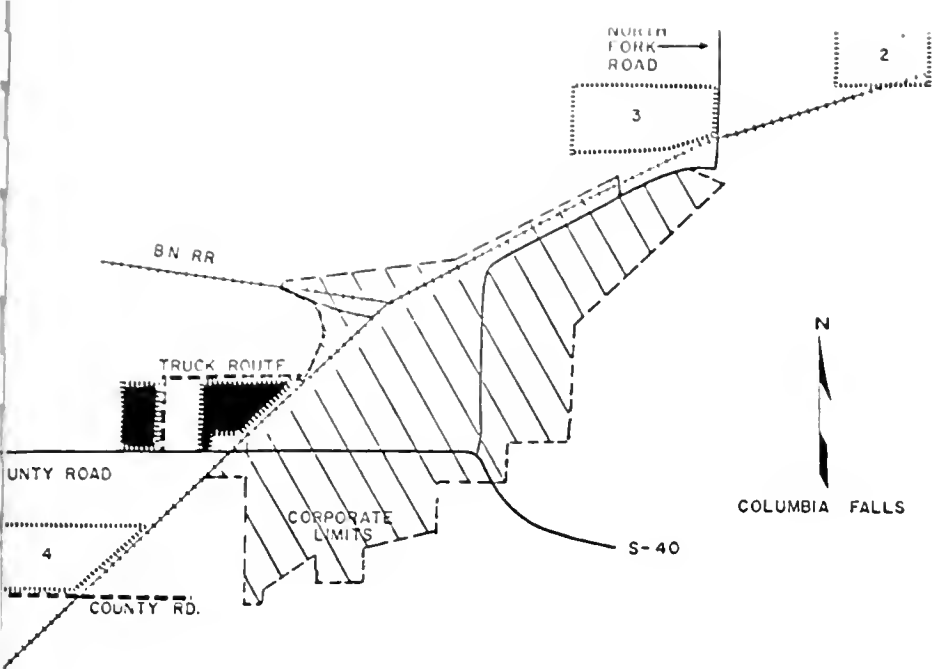 NORTH
FORK
ROAD
2
3
BN RR
TRUCK ROUTE
N
UNTY ROAD
COLUMBIA FALLS
CORPORATE
LIMITS
S-40
4
COUNTY RD.